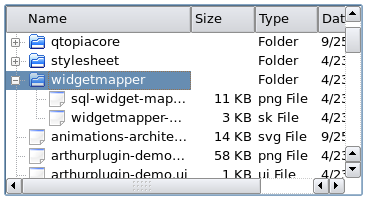 Name Size Type Dat
qtopiacore Folder 9/25
stylesheet Folder 4/23
widgetmapper Folder 4/23
sql-widget-map... 11 KB png File 4/23
widgetmapper-... 3 KB sk File 4/23
animations-archite... 14 KB svg File 9/25
arthurplugin-demo... 58 KB png File 4/23
arthurplugin-demo.ui 1 KB ui File 4/23